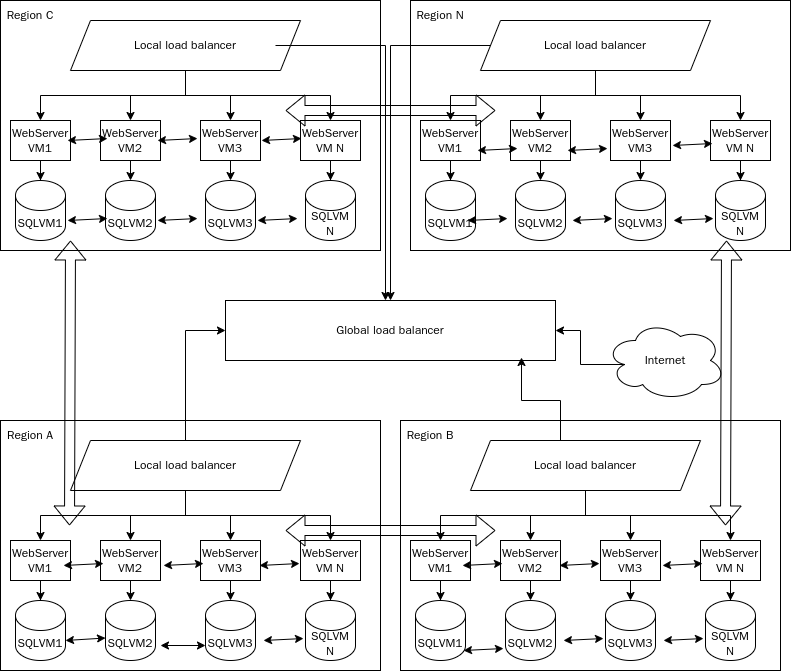 Region C
Region N
Local load balancer
Local load balancer
WebServer
VM1
WebServer
VM2
WebServer
VM3
WebServer
VM N
WebServer
VM1
WebServer
VM2
WebServer
VM3
WebServer
VM N
SQLVM1
SQLVM2
SQLVM3
SQLVM
N
SQLVM1
SQLVM2
SQLVM3
SQLVM
N
Global load balancer
Internet
Region A
Region B
Local load balancer
Local load balancer
WebServer
VM1
WebServer
VM2
WebServer
VM3
WebServer
VM N
WebServer
VM1
WebServer
VM2
WebServer
VM3
WebServer
VM N
SQLVM1
SQLVM2
SQLVM3
SQLVM
N
SQLVM1
SQLVM2
SQLVM3
SQLVM
N